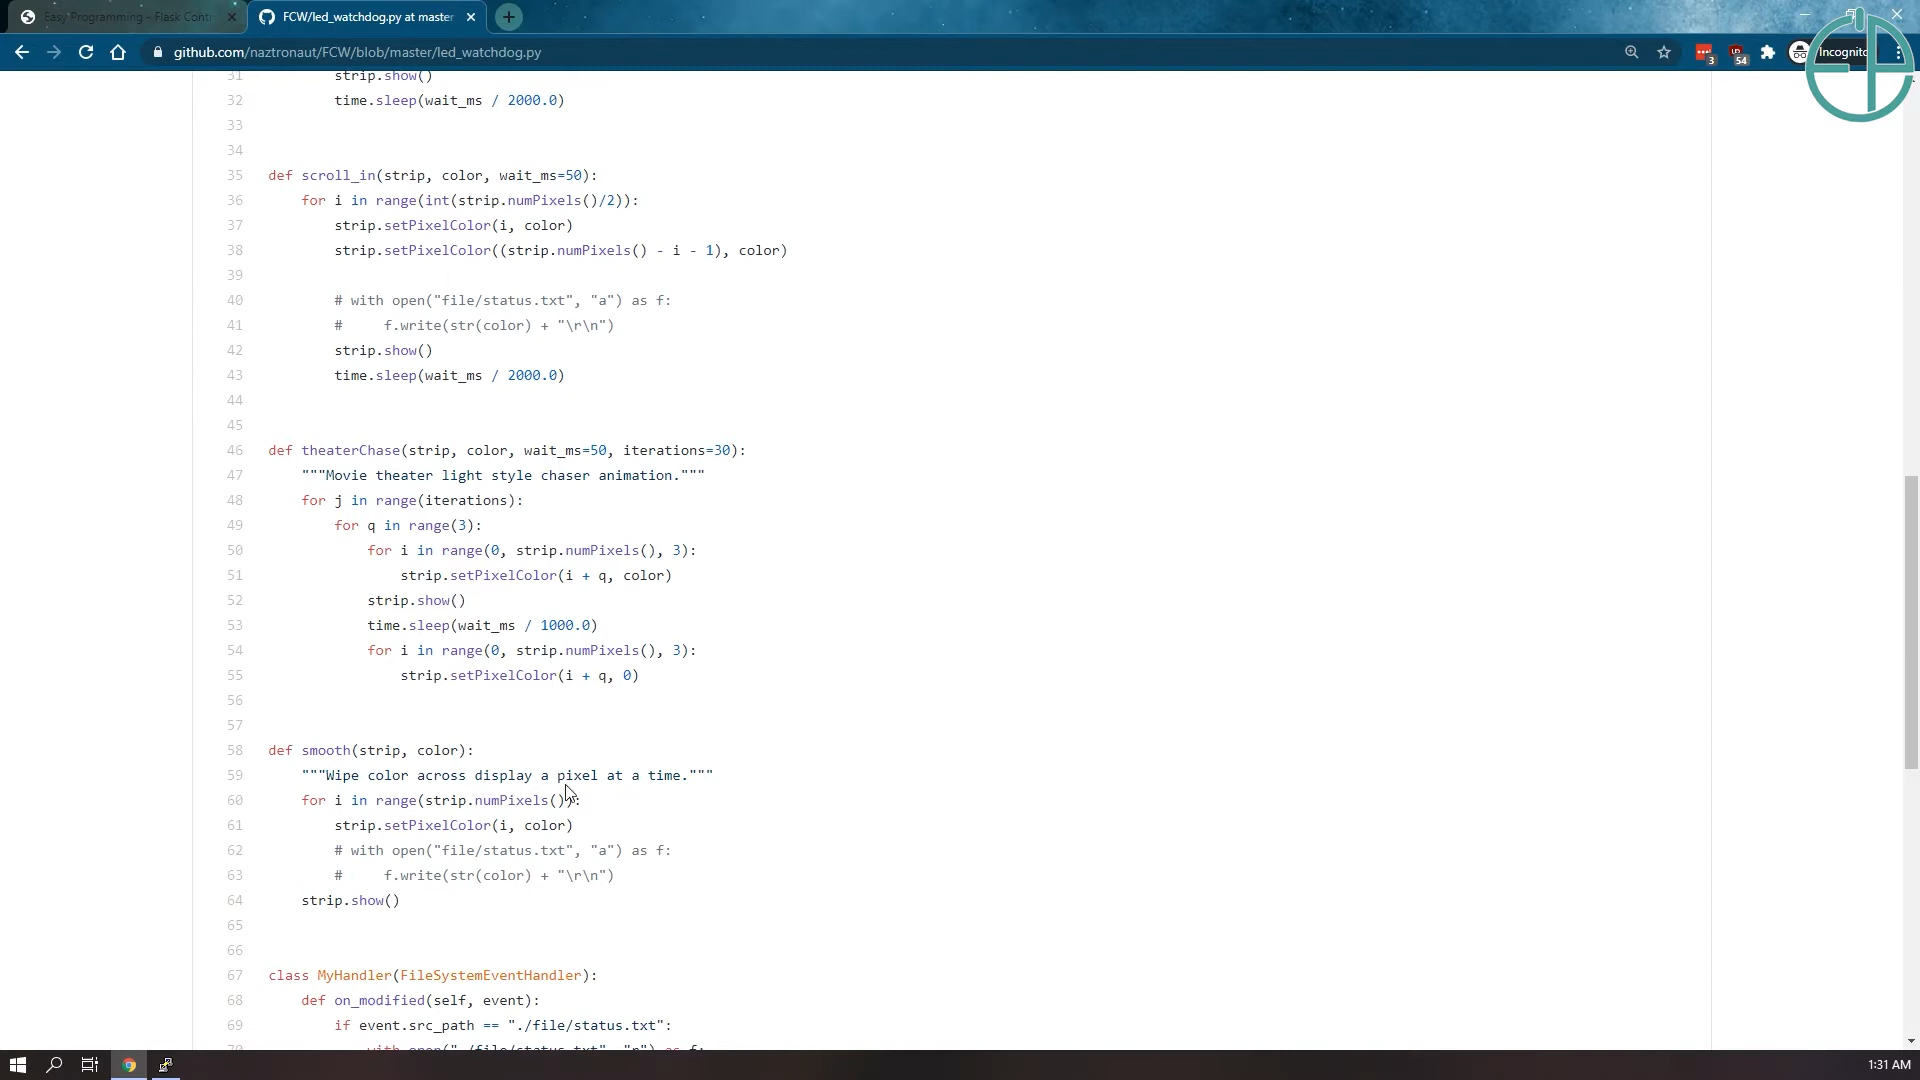 Easy Programming - Flask Contr
FCW/led_watchdog.py at master
github.com/naztronaut/FCW/blob/master/led_watchdog.py
3
54
Incognito
31 strip.show()
32 time.sleep(wait_ms / 2000.0)
33
34
35 def scroll_in(strip, color, wait_ms=50):
36 for i in range(int(strip.numPixels()/2)):
37 strip.setPixelColor(i, color)
38 strip.setPixelColor((strip.numPixels() - i - 1), color)
39
40 # with open("file/status.txt", "a") as f:
41 # f.write(str(color) + "\r\n")
42 strip.show()
43 time.sleep(wait_ms / 2000.0)
44
45
46 def theaterChase(strip, color, wait_ms=50, iterations=30):
47 """Movie theater light style chaser animation."""
48 for j in range(iterations):
49 for q in range(3):
50 for i in range(0, strip.numPixels(), 3):
51 strip.setPixelColor(i + q, color)
52 strip.show()
53 time.sleep(wait_ms / 1000.0)
54 for i in range(0, strip.numPixels(), 3):
55 strip.setPixelColor(i + q, 0)
56
57
58 def smooth(strip, color):
59 """Wipe color across display a pixel at a time."""
60 for i in range(strip.numPixels()):
61 strip.setPixelColor(i, color)
62 # with open("file/status.txt", "a") as f:
63 # f.write(str(color) + "\r\n")
64 strip.show()
65
66
67 class MyHandler(FileSystemEventHandler):
68 def on_modified(self, event):
69 if event.src_path == "./file/status.txt":
70 with open("./file/status.txt", "r") as f:
1:31 AM